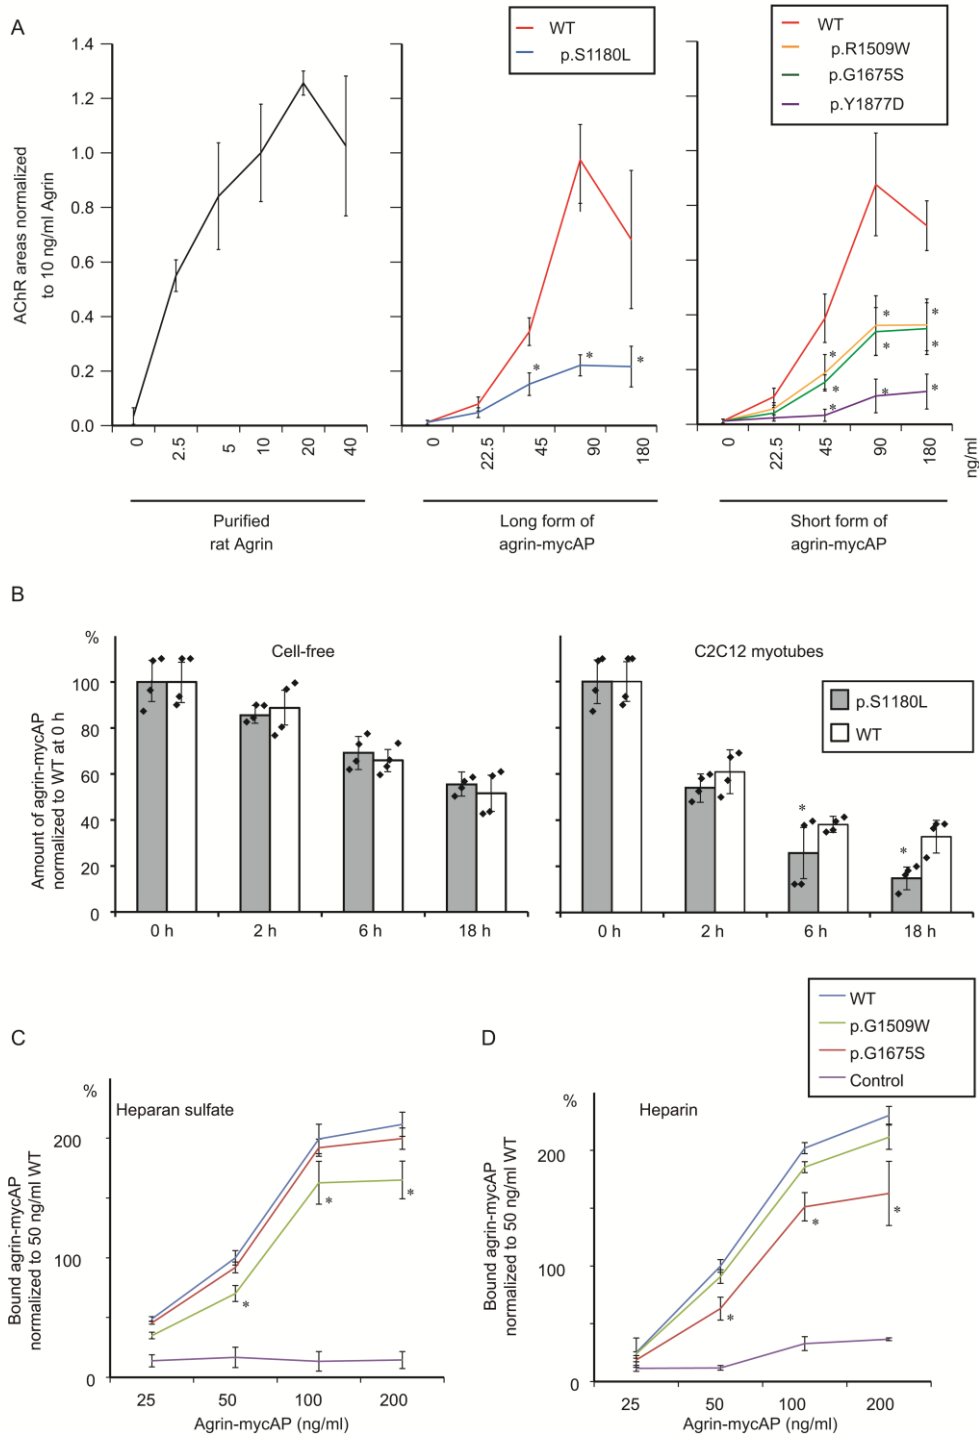 A
WT
p.S1180L
WT
p.R1509W
p.G1675S
p.Y1877D
AChR areas normalized
to 10 ng/ml Agrin
1.4
1.2
1.0
0.8
0.6
0.4
0.2
0.0
* * *
* * * * * * * *
0 2.5 5 10 20 40
0 22.5 45 90 180
0 22.5 45 90 180
ng/ml
Purified
rat Agrin
Long form of
agrin-mycAP
Short form of
agrin-mycAP
B
Amount of agrin-mycAP
normalized to WT at 0 h
%
100
80
60
40
20
0
Cell-free
0 h 2 h 6 h 18 h
C2C12 myotubes
p.S1180L
WT
* *
0 h 2 h 6 h 18 h
C
Bound agrin-mycAP
normalized to 50 ng/ml WT
%
Heparan sulfate
200
100
0
* * *
25 50 100 200
Agrin-mycAP (ng/ml)
D
WT
p.G1509W
p.G1675S
Control
Bound agrin-mycAP
normalized to 50 ng/ml WT
%
Heparin
200
100
0
* * *
25 50 100 200
Agrin-mycAP (ng/ml)